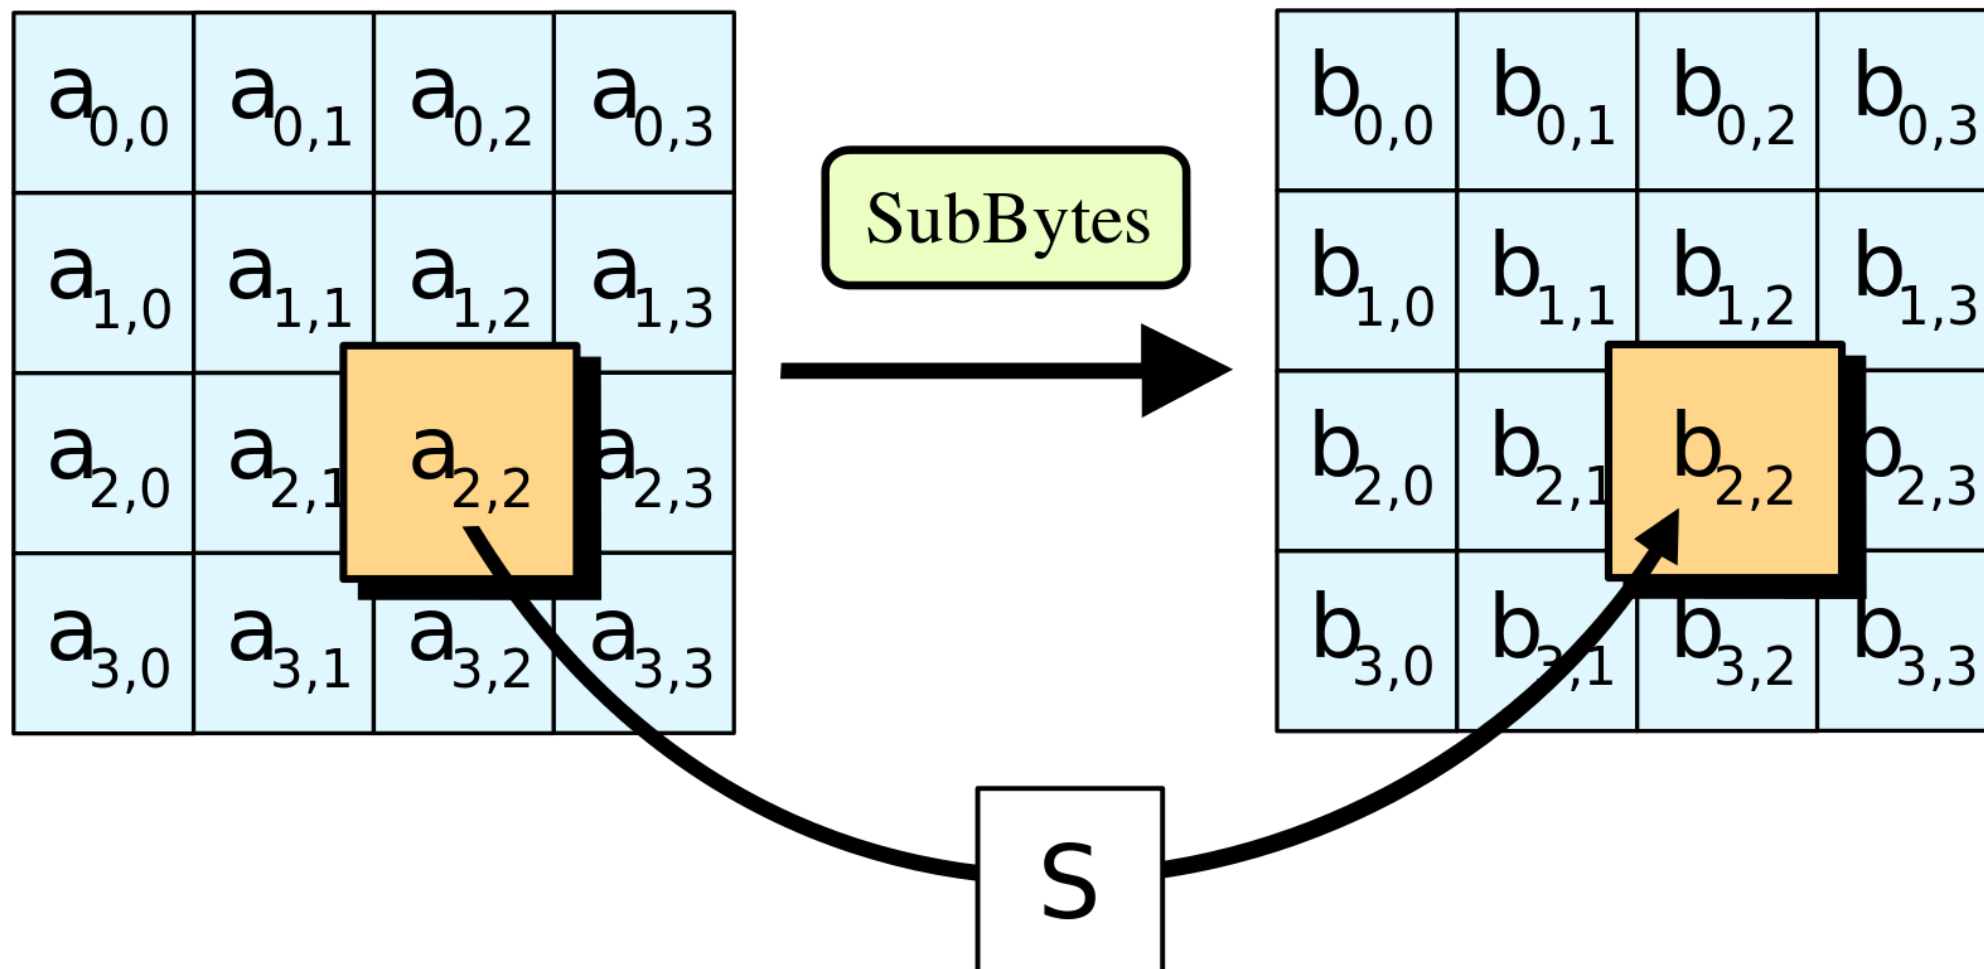 a0,0 a0,1 a0,2 a0,3
b0,0 b0,1 b0,2 b0,3
SubBytes
a1,0 a1,1 a1,2 a1,3
b1,0 b1,1 b1,2 b1,3
a2,0 a2,1 a2,2 a2,3
b2,0 b2,1 b2,2 b2,3
a3,0 a3,1 a3,2 a3,3
b3,0 b3,1 b3,2 b3,3
S